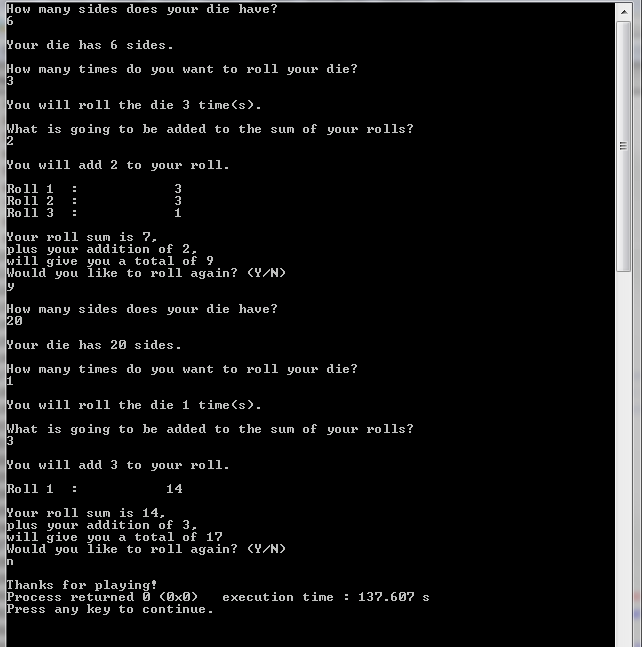 How many sides does your die have?
6
Your die has 6 sides.
How many times do you want to roll your die?
3
You will roll the die 3 time(s).
What is going to be added to the sum of your rolls?
2
You will add 2 to your roll.
Roll 1  :            3
Roll 2  :            3
Roll 3  :            1
Your roll sum is 7,
plus your addition of 2,
will give you a total of 9
Would you like to roll again? (Y/N)
y
How many sides does your die have?
20
Your die has 20 sides.
How many times do you want to roll your die?
1
You will roll the die 1 time(s).
What is going to be added to the sum of your rolls?
3
You will add 3 to your roll.
Roll 1  :           14
Your roll sum is 14,
plus your addition of 3,
will give you a total of 17
Would you like to roll again? (Y/N)
n
Thanks for playing!
Process returned 0 (0x0)   execution time : 137.607 s
Press any key to continue.